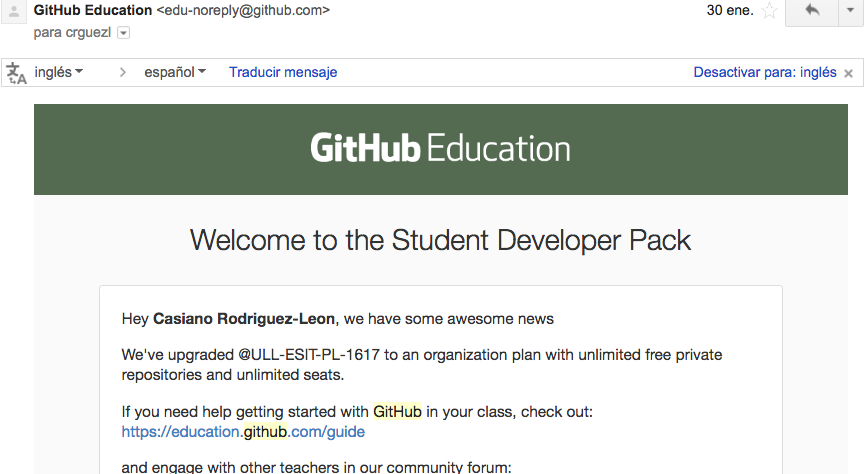 GitHub Education <edu-noreply@github.com>
30 ene.
para crguezl
inglés
español
Traducir mensaje
Desactivar para: inglés
GitHub Education
Welcome to the Student Developer Pack
Hey Casiano Rodriguez-Leon, we have some awesome news
We've upgraded @ULL-ESIT-PL-1617 to an organization plan with unlimited free private
repositories and unlimited seats.
If you need help getting started with GitHub in your class, check out:
https://education.github.com/guide
and engage with other teachers in our community forum: